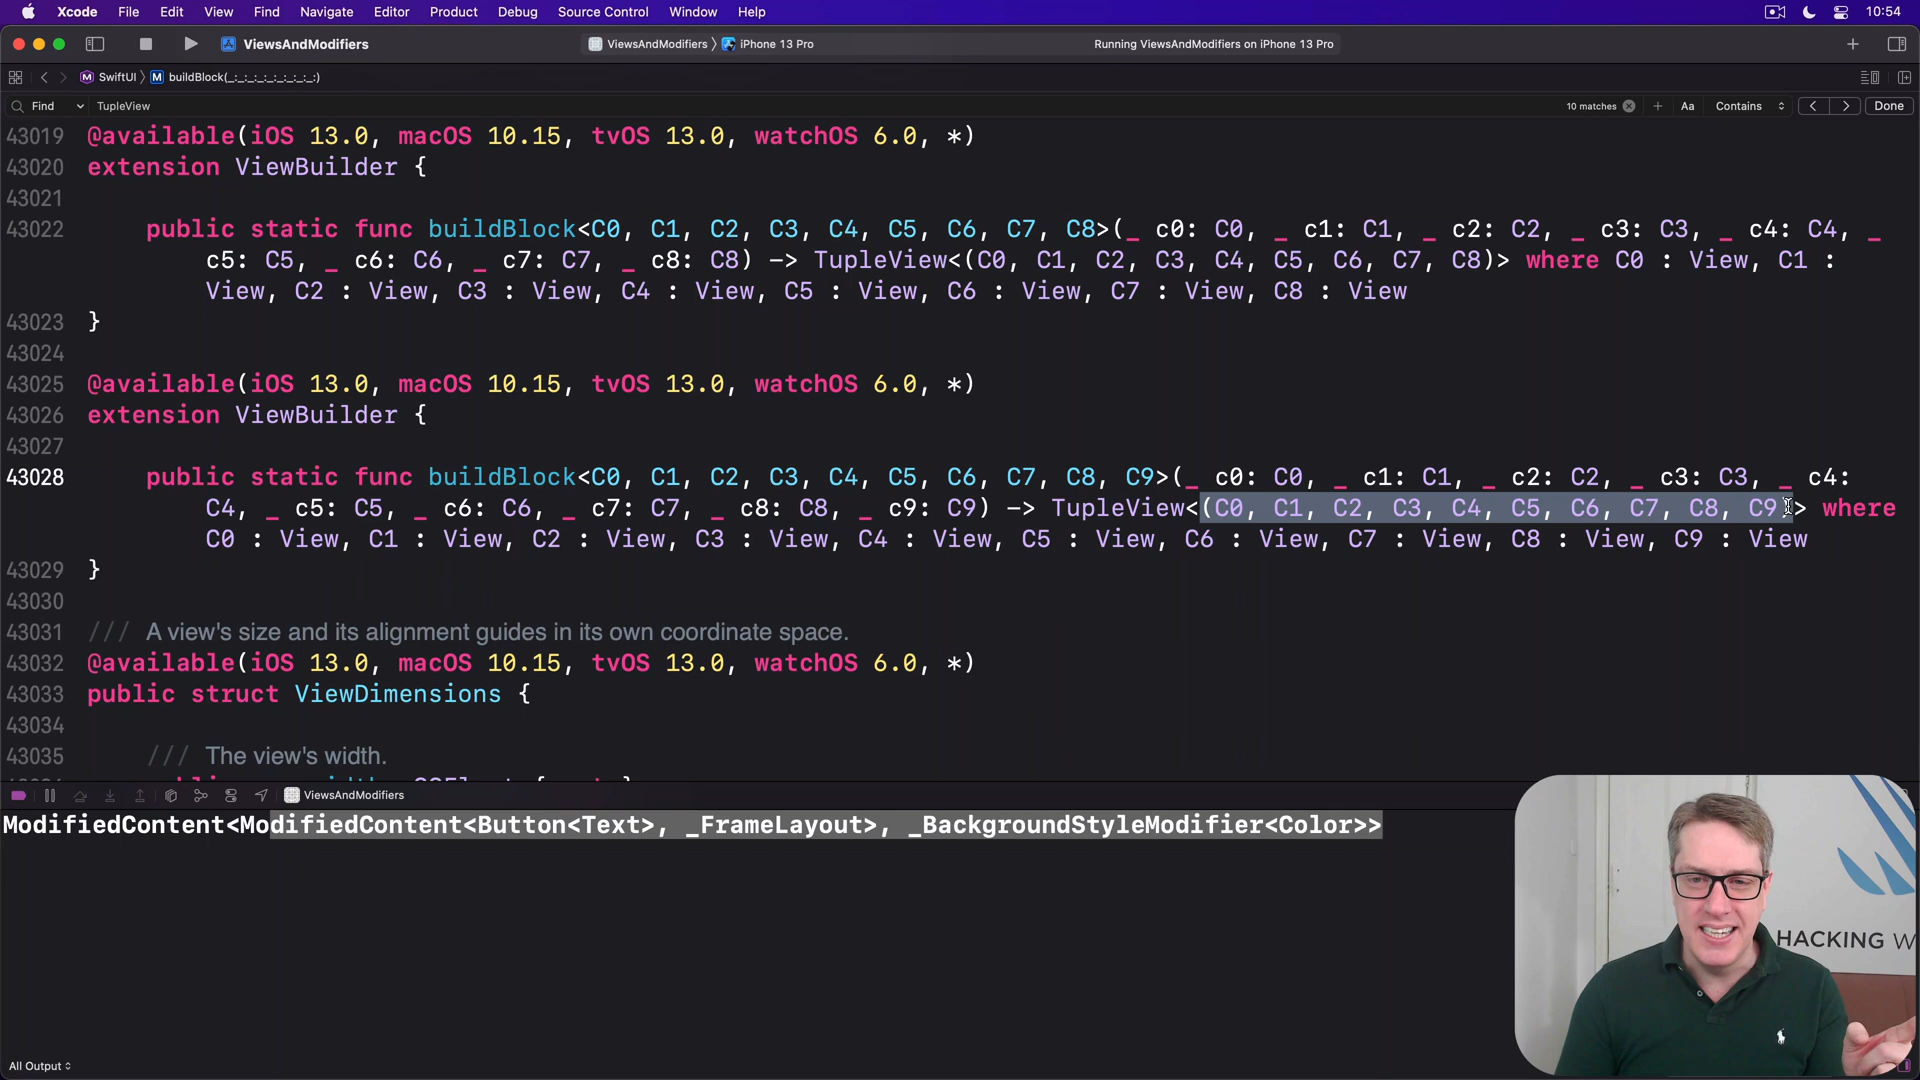 Xcode File Edit View Find Navigate Editor Product Debug Source Control Window Help 10:54
ViewsAndModifiers ViewsAndModifiers 〉 iPhone 13 Pro Running ViewsAndModifiers on iPhone 13 Pro
SwiftUI 〉 M buildBlock(_:_:_:_:_:_:_:_:_:)
Find TupleView 10 matches Aa Contains Done
43019 @available(iOS 13.0, macOS 10.15, tvOS 13.0, watchOS 6.0, *)
43020 extension ViewBuilder {
43021
43022 public static func buildBlock<C0, C1, C2, C3, C4, C5, C6, C7, C8>(_ c0: C0, _ c1: C1, _ c2: C2, _ c3: C3, _ c4: C4, _
c5: C5, _ c6: C6, _ c7: C7, _ c8: C8) -> TupleView<(C0, C1, C2, C3, C4, C5, C6, C7, C8)> where C0 : View, C1 :
View, C2 : View, C3 : View, C4 : View, C5 : View, C6 : View, C7 : View, C8 : View
43023 }
43024
43025 @available(iOS 13.0, macOS 10.15, tvOS 13.0, watchOS 6.0, *)
43026 extension ViewBuilder {
43027
43028 public static func buildBlock<C0, C1, C2, C3, C4, C5, C6, C7, C8, C9>(_ c0: C0, _ c1: C1, _ c2: C2, _ c3: C3, _ c4:
C4, _ c5: C5, _ c6: C6, _ c7: C7, _ c8: C8, _ c9: C9) -> TupleView<(C0, C1, C2, C3, C4, C5, C6, C7, C8, C9)> where
C0 : View, C1 : View, C2 : View, C3 : View, C4 : View, C5 : View, C6 : View, C7 : View, C8 : View, C9 : View
43029 }
43030
43031 /// A view's size and its alignment guides in its own coordinate space.
43032 @available(iOS 13.0, macOS 10.15, tvOS 13.0, watchOS 6.0, *)
43033 public struct ViewDimensions {
43034
43035 /// The view's width.
ViewsAndModifiers
ModifiedContent<ModifiedContent<Button<Text>, _FrameLayout>, _BackgroundStyleModifier<Color>>
HACKING W
All Output